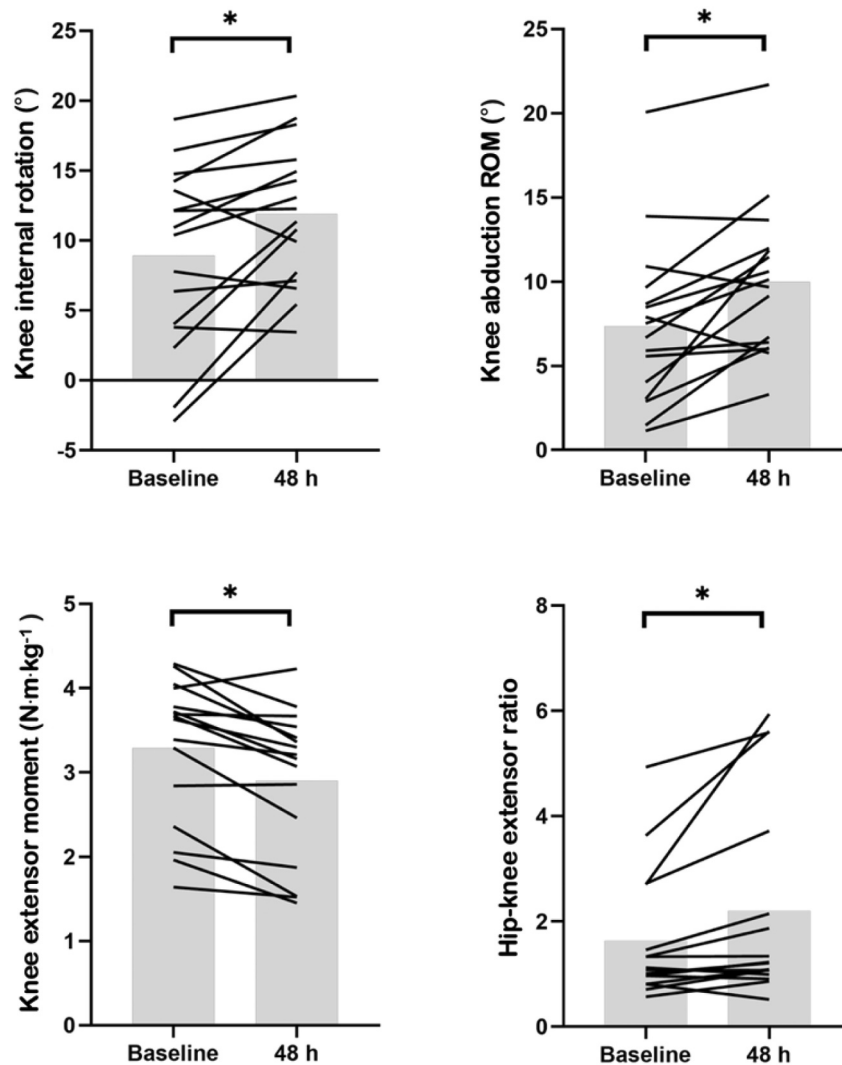 Knee internal rotation (°)
25
20
15
10
5
0
-5
*
Baseline
48 h
Knee abduction ROM (°)
25
20
15
10
5
0
*
Baseline
48 h
Knee extensor moment (N·m·kg⁻¹)
5
4
3
2
1
0
*
Baseline
48 h
Hip-knee extensor ratio
8
6
4
2
0
*
Baseline
48 h